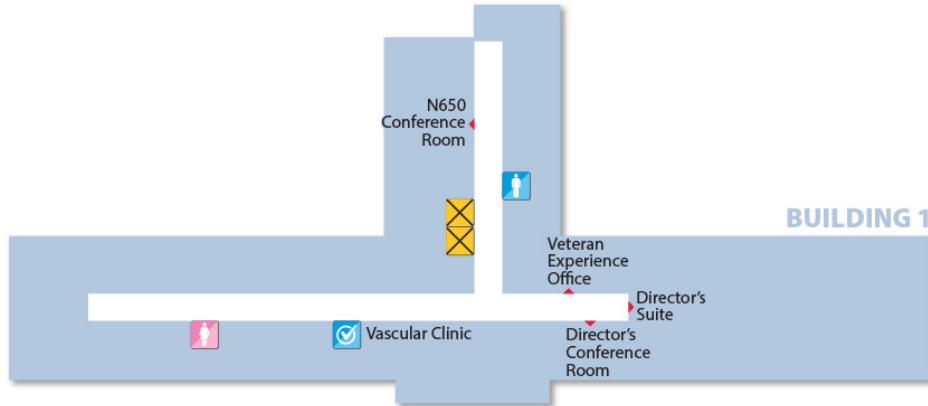 N650
Conference
Room
BUILDING 1
Veteran
Experience
Office
Director's
Suite
Vascular Clinic
Director's
Conference
Room